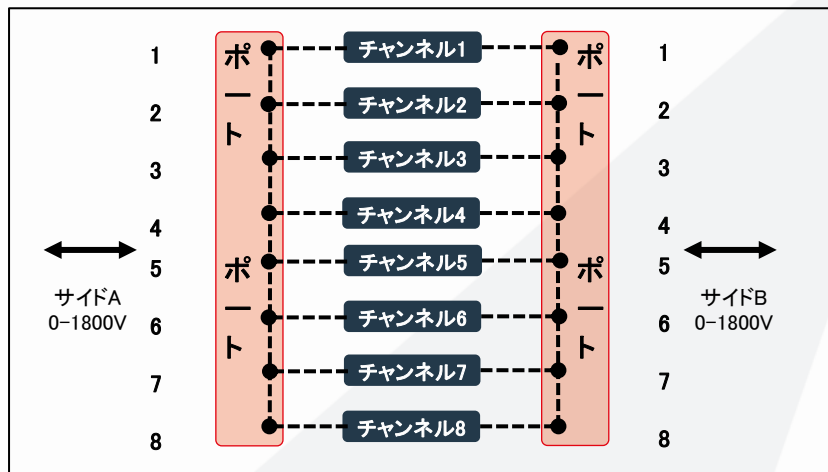 1 チャンネル1 1
2 チャンネル2 2
3 チャンネル3 3
4 チャンネル4 4
5 チャンネル5 5
6 チャンネル6 6
7 チャンネル7 7
8 チャンネル8 8
ポート
ポート
ポート
ポート
サイドA
0-1800V
サイドB
0-1800V